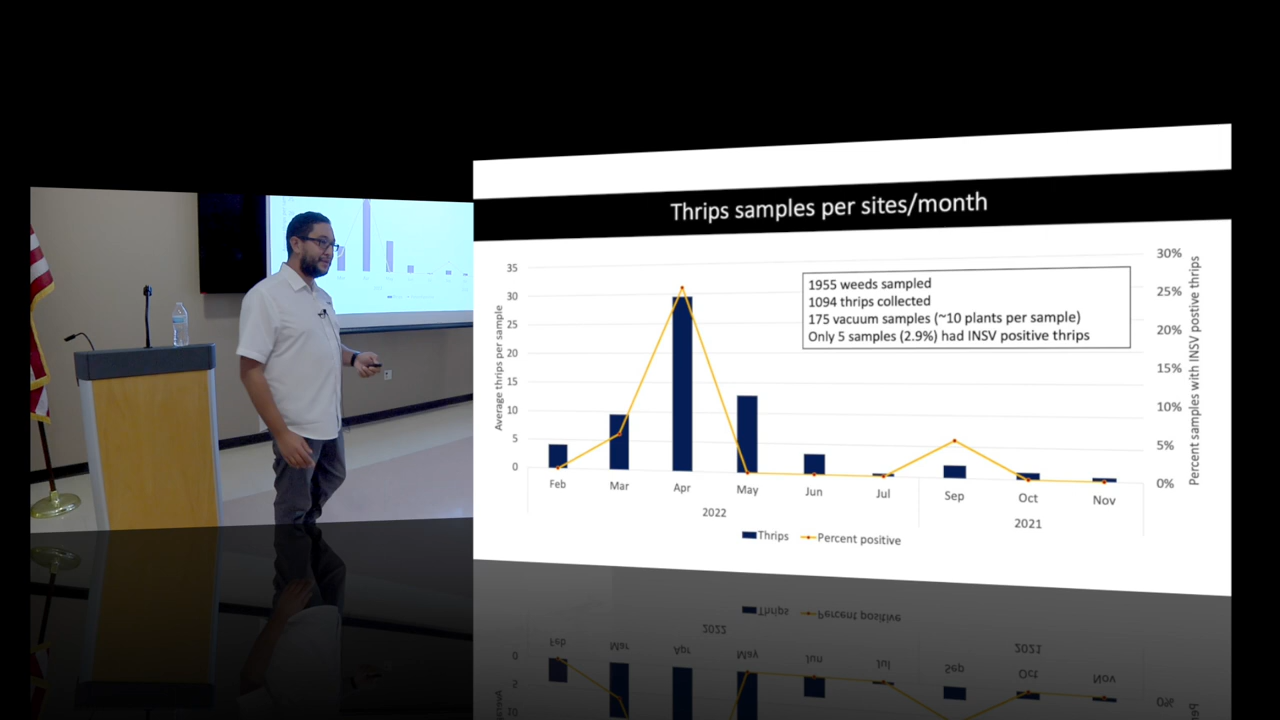 Thrips samples per sites/month
35
30
25
20
15
10
5
0
Average thrips per sample
1955 weeds sampled
1094 thrips collected
175 vacuum samples (~10 plants per sample)
Only 5 samples (2.9%) had INSV positive thrips
30%
25%
20%
15%
10%
5%
0%
Percent samples with INSV postive thrips
Feb Mar Apr May Jun Jul Sep Oct Nov
2022 2021
Thrips Percent positive